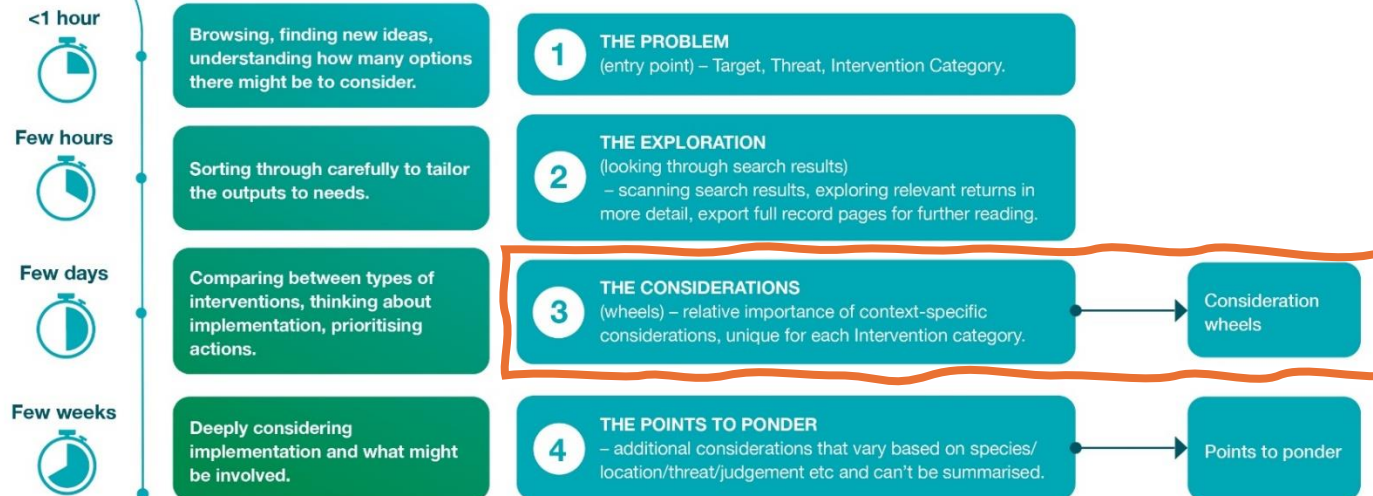 <1 hour
Browsing, finding new ideas,
understanding how many options
there might be to consider.
1
THE PROBLEM
(entry point) – Target, Threat, Intervention Category.
Few hours
Sorting through carefully to tailor
the outputs to needs.
2
THE EXPLORATION
(looking through search results)
– scanning search results, exploring relevant returns in
more detail, export full record pages for further reading.
Few days
Comparing between types of
interventions, thinking about
implementation, prioritising
actions.
3
THE CONSIDERATIONS
(wheels) – relative importance of context-specific
considerations, unique for each Intervention category.
Consideration
wheels
Few weeks
Deeply considering
implementation and what might
be involved.
4
THE POINTS TO PONDER
– additional considerations that vary based on species/
location/threat/judgement etc and can't be summarised.
Points to ponder